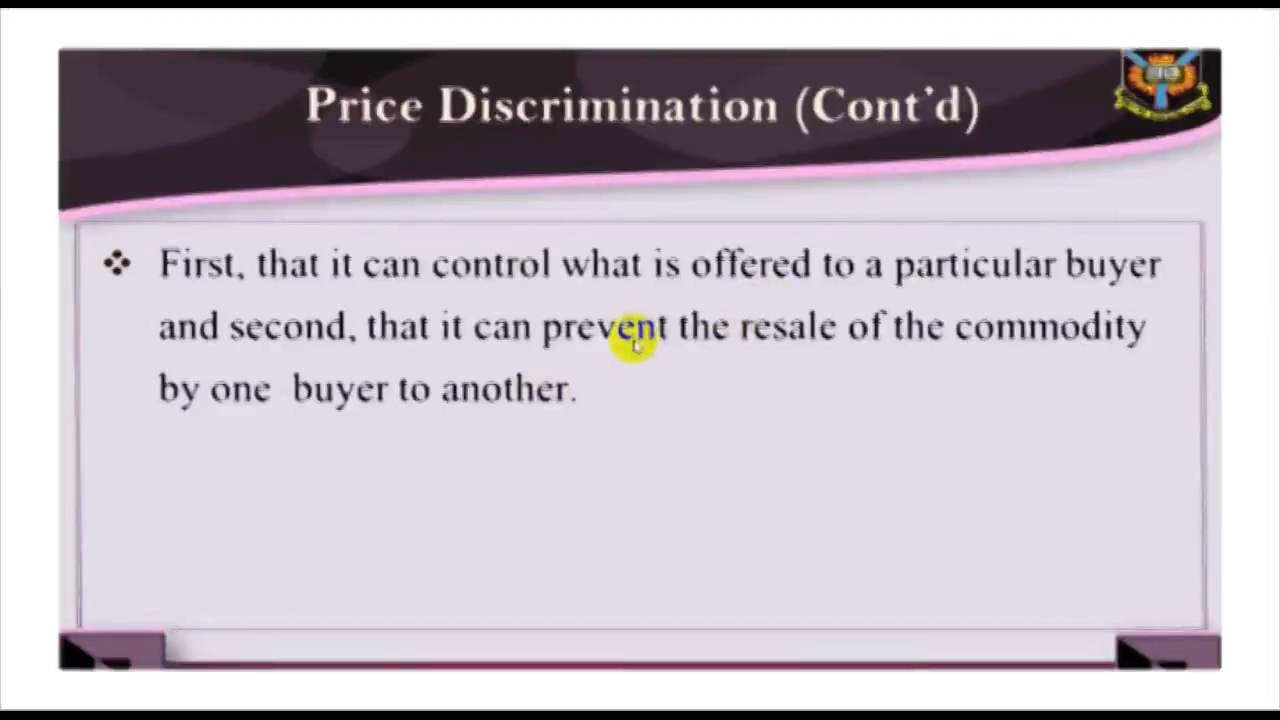 Price Discrimination (Cont'd)
First, that it can control what is offered to a particular buyer
and second, that it can prevent the resale of the commodity
by one buyer to another.